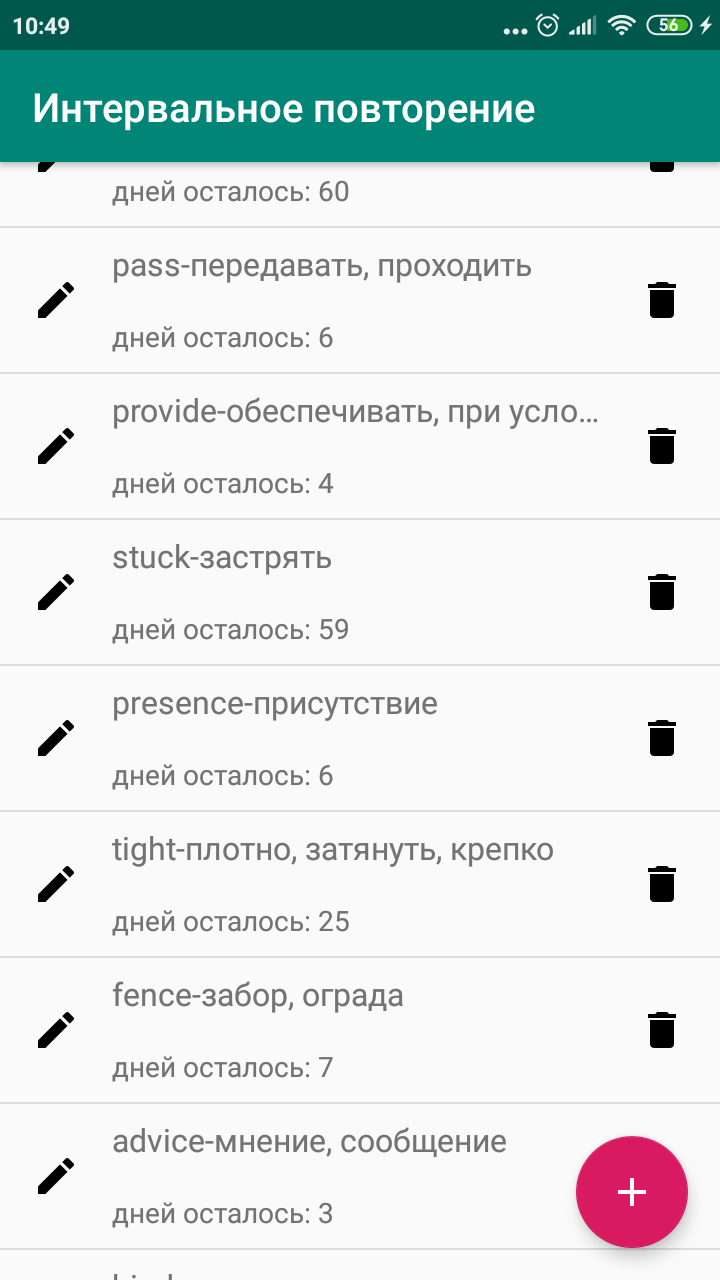 10:49
56
Интервальное повторение
дней осталось: 60
pass-передавать, проходить
дней осталось: 6
provide-обеспечивать, при усло...
дней осталось: 4
stuck-застрять
дней осталось: 59
presence-присутствие
дней осталось: 6
tight-плотно, затянуть, крепко
дней осталось: 25
fence-забор, ограда
дней осталось: 7
advice-мнение, сообщение
дней осталось: 3